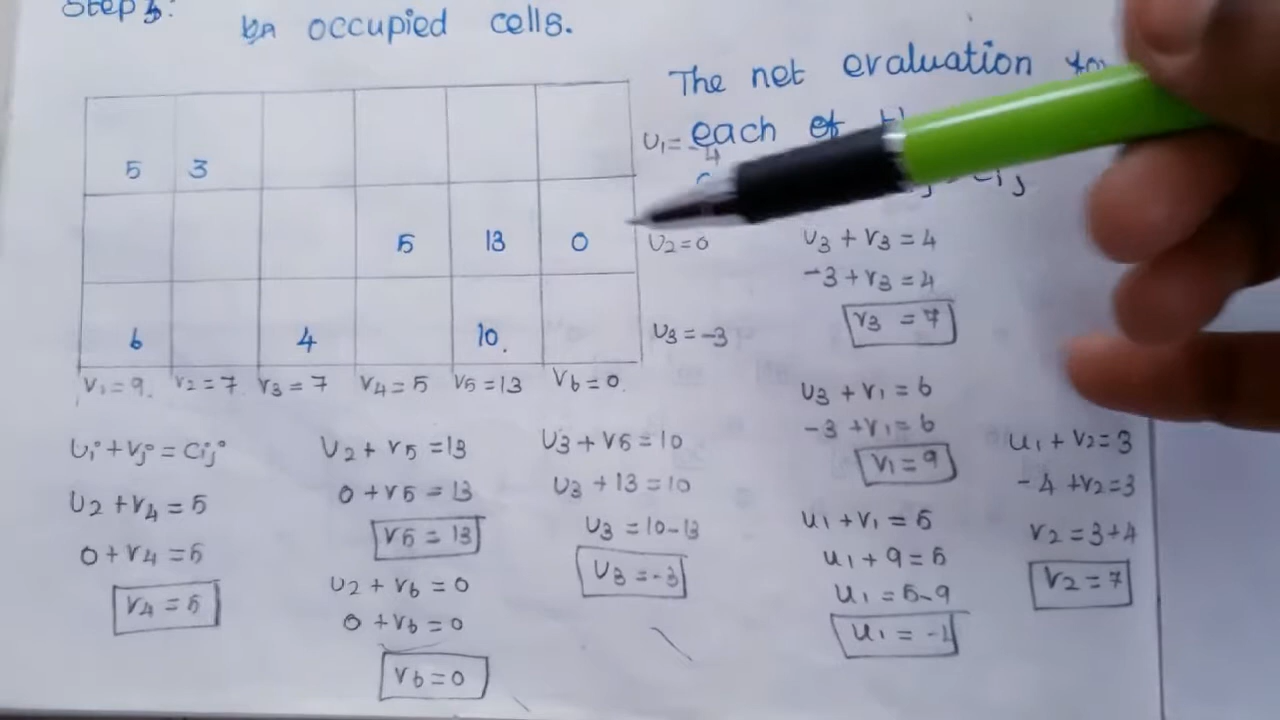 Step 3:
on occupied cells.
The net evaluation for
each of
5 3
U1 = -4
cij
5 13 0
U2 = 0
6 4 10.
U3 = -3
V1 = 9. V2 = 7 V3 = 7 V4 = 5 V5 = 13 V6 = 0.
Ui + Vj = Cij
U2 + V4 = 5
0 + V4 = 5
V4 = 5
U2 + V5 = 13
0 + V5 = 13
V5 = 13
U2 + V6 = 0
0 + V6 = 0
V6 = 0
U3 + V5 = 10
U3 + 13 = 10
U3 = 10-13
U3 = -3
U3 + V3 = 4
-3 + V3 = 4
V3 = 7
U3 + V1 = 6
-3 + V1 = 6
V1 = 9
U1 + V1 = 5
U1 + 9 = 5
U1 = 5-9
U1 = -4
U1 + V2 = 3
-4 + V2 = 3
V2 = 3+4
V2 = 7